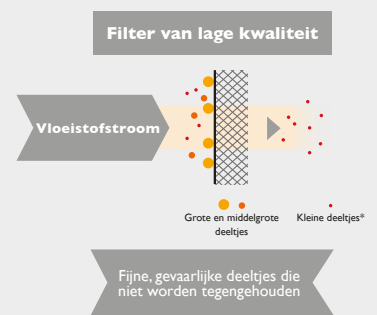 Filter van lage kwaliteit
Vloeistofstroom
Grote en middelgrote
deeltjes
Kleine deeltjes*
Fijne, gevaarlijke deeltjes die
niet worden tegengehouden